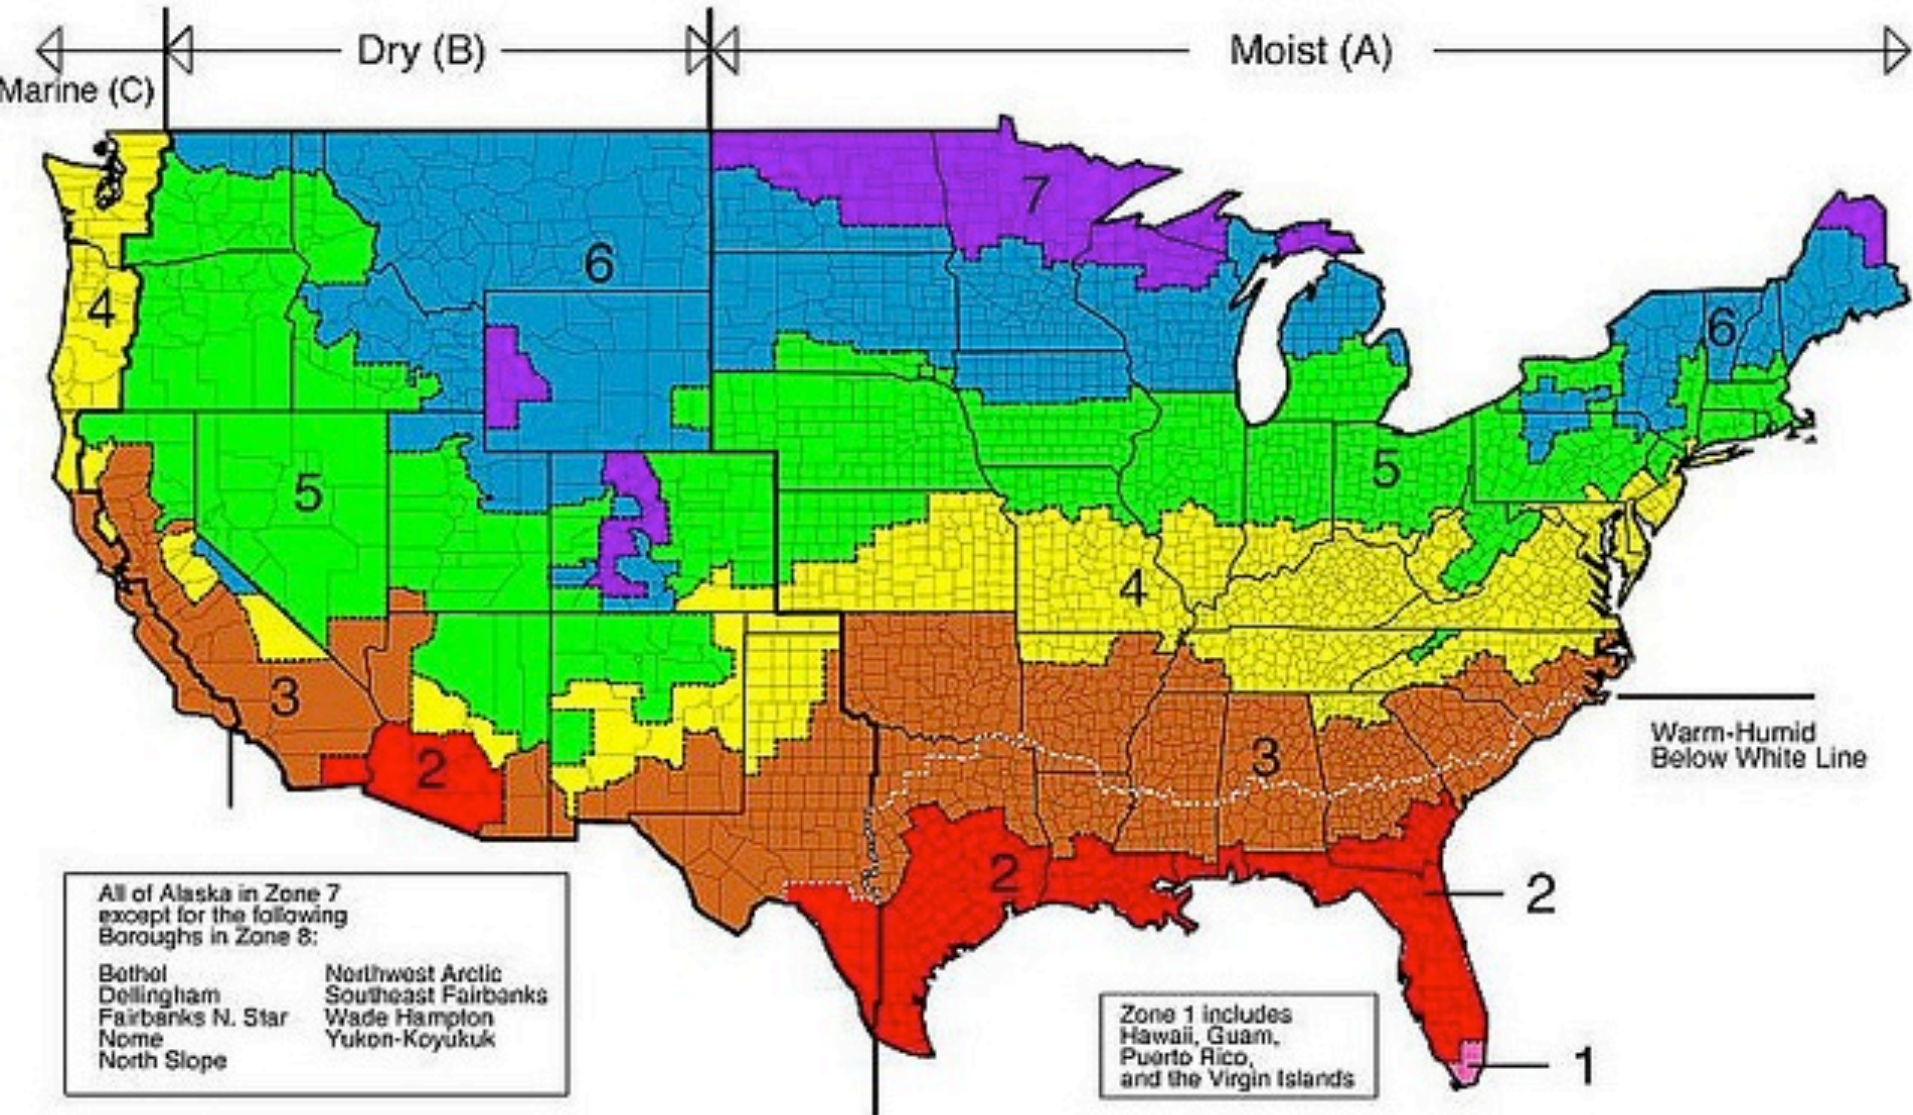 Dry (B)
Moist (A)
Marine (C)
7
6
4
6
5
5
4
3
2
3
2
Warm-Humid
Below White Line
2
1
All of Alaska in Zone 7
except for the following
Boroughs in Zone 8:
Bethel
Dellingham
Fairbanks N. Star
Nome
North Slope
Northwest Arctic
Southeast Fairbanks
Wade Hampton
Yukon-Koyukuk
Zone 1 includes
Hawaii, Guam,
Puerto Rico,
and the Virgin Islands